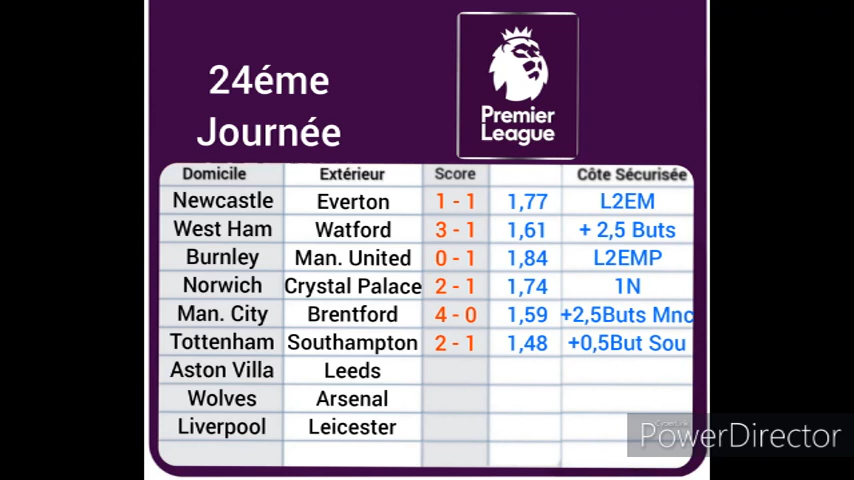 24éme
Journée
Premier
League
Domicile Extérieur Score Côte Sécurisée
Newcastle Everton 1 - 1 1,77 L2EM
West Ham Watford 3 - 1 1,61 + 2,5 Buts
Burnley Man. United 0 - 1 1,84 L2EMP
Norwich Crystal Palace 2 - 1 1,74 1N
Man. City Brentford 4 - 0 1,59 +2,5Buts Mnc
Tottenham Southampton 2 - 1 1,48 +0,5But Sou
Aston Villa Leeds
Wolves Arsenal
Liverpool Leicester
PowerDirector